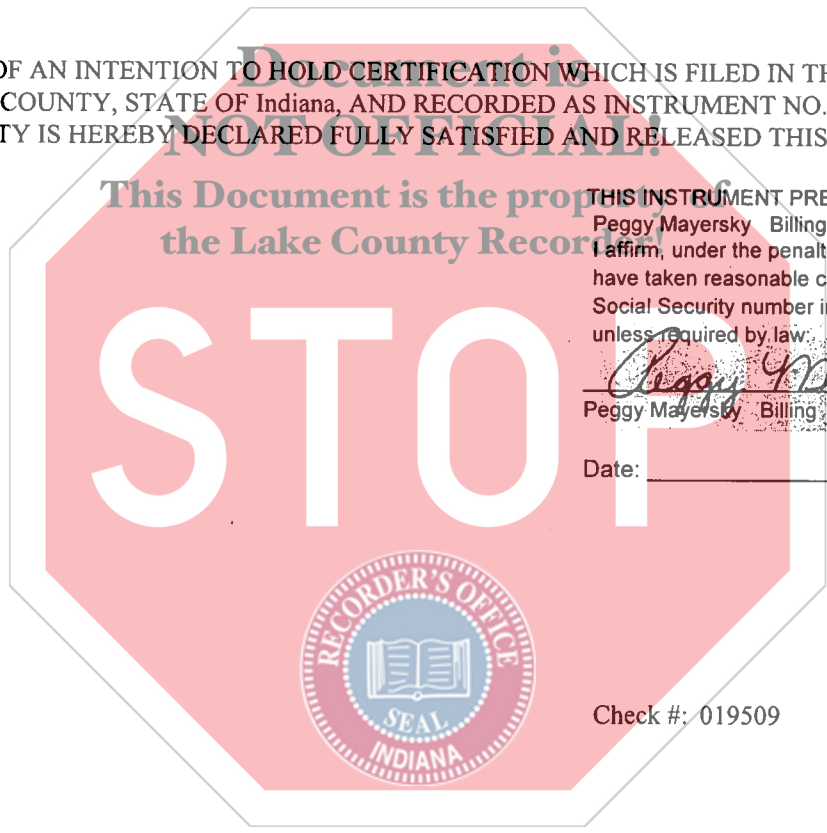 Document is
OF AN INTENTION TO HOLD CERTIFICATION WHICH IS FILED IN TH
COUNTY, STATE OF Indiana, AND RECORDED AS INSTRUMENT NO.
NOT OFFICIAL!
TY IS HEREBY DECLARED FULLY SATISFIED AND RELEASED THIS
This Document is the property of
the Lake County Recorder!
THIS INSTRUMENT PRE
Peggy Mayersky Billing
I affirm, under the penalt
have taken reasonable c
Social Security number i
unless required by law:
Peggy M
Peggy Mayersky Billing
Date:
STOP
RECORDER'S OFFICE
SEAL
INDIANA
Check #: 019509